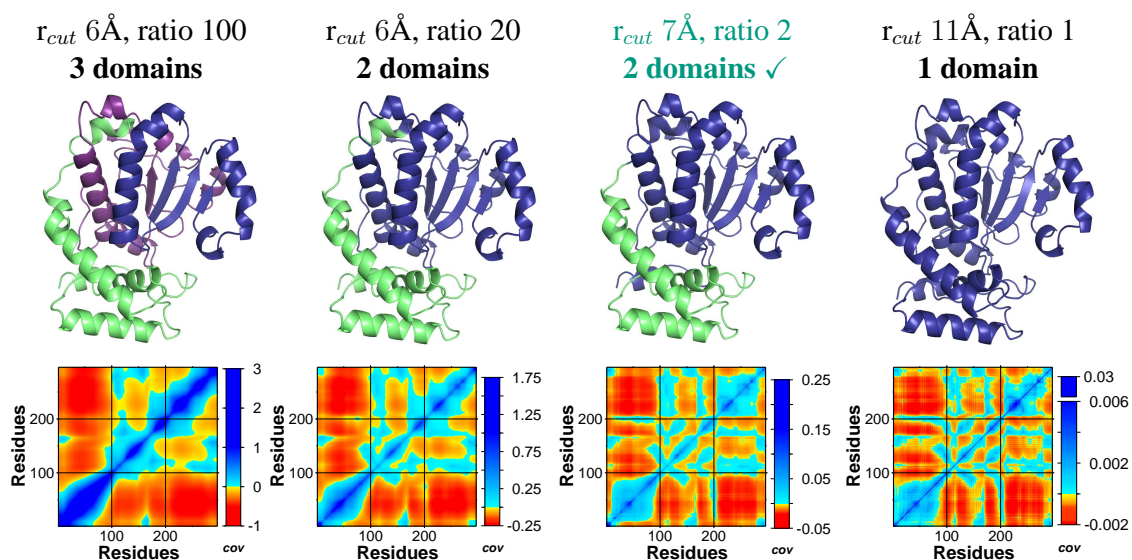 r_cut 6Å, ratio 100
3 domains
r_cut 6Å, ratio 20
2 domains
r_cut 7Å, ratio 2
2 domains ✓
r_cut 11Å, ratio 1
1 domain
Residues
200
100
100
200
Residues
3
2
1
0
-1
cov
Residues
200
100
100
200
Residues
1.75
1.25
0.75
0.25
-0.25
cov
Residues
200
100
100
200
Residues
0.25
0.15
0.05
-0.05
cov
Residues
200
100
100
200
Residues
0.03
0.006
0.002
-0.002
cov